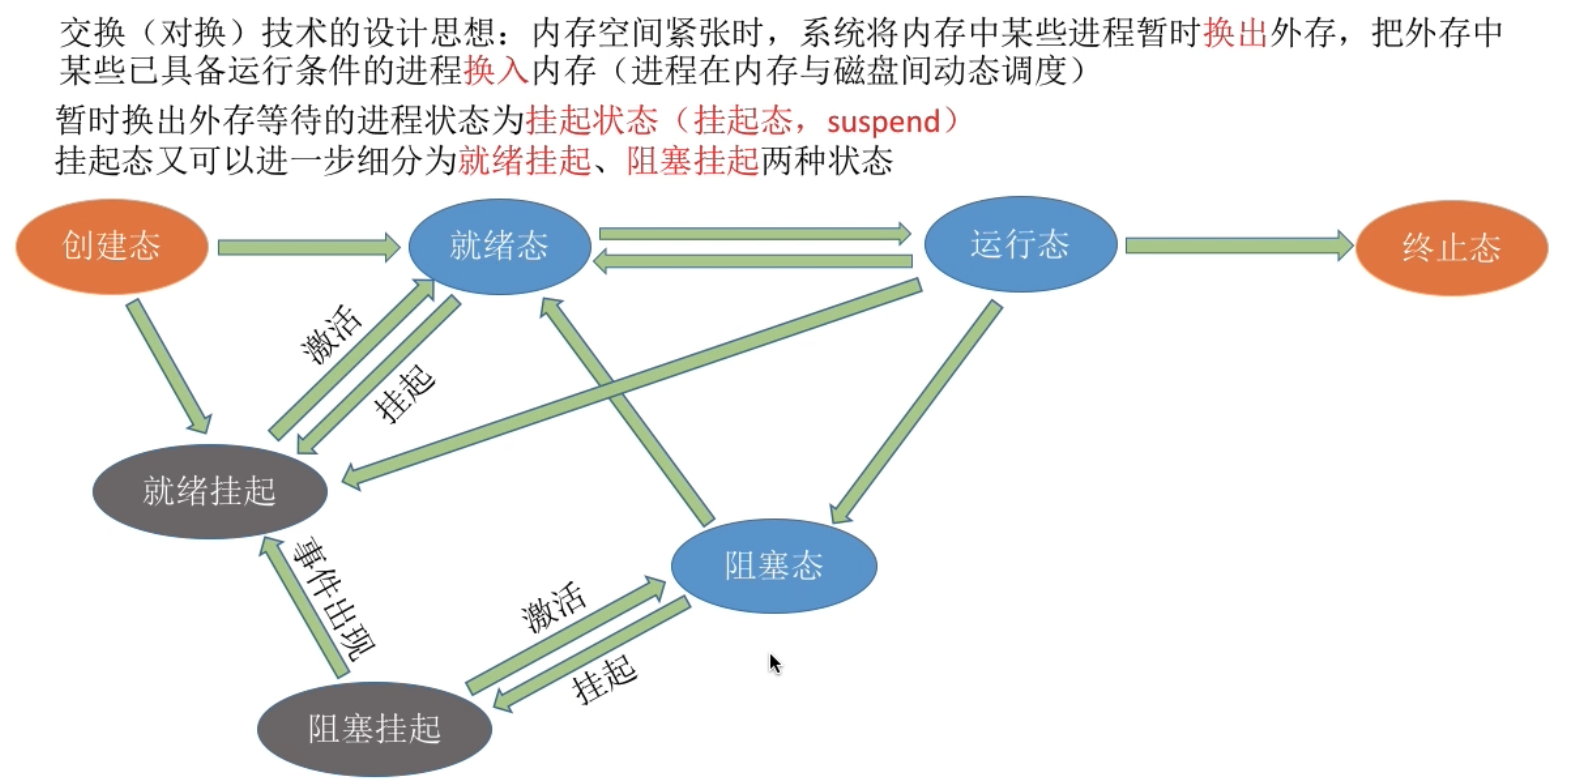 交换（对换）技术的设计思想：内存空间紧张时，系统将内存中某些进程暂时换出外存，把外存中
某些已具备运行条件的进程换入内存（进程在内存与磁盘间动态调度）
暂时换出外存等待的进程状态为挂起状态（挂起态，suspend）
挂起态又可以进一步细分为就绪挂起、阻塞挂起两种状态
创建态
就绪态
运行态
终止态
激活
挂起
就绪挂起
事件出现
阻塞态
激活
挂起
阻塞挂起